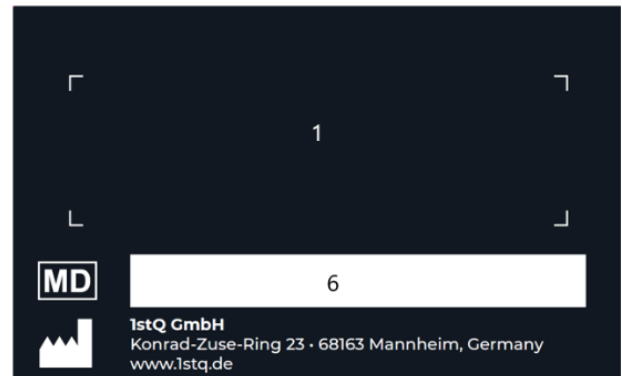 1
MD
6
1stQ GmbH
Konrad-Zuse-Ring 23 • 68163 Mannheim, Germany
www.1stq.de